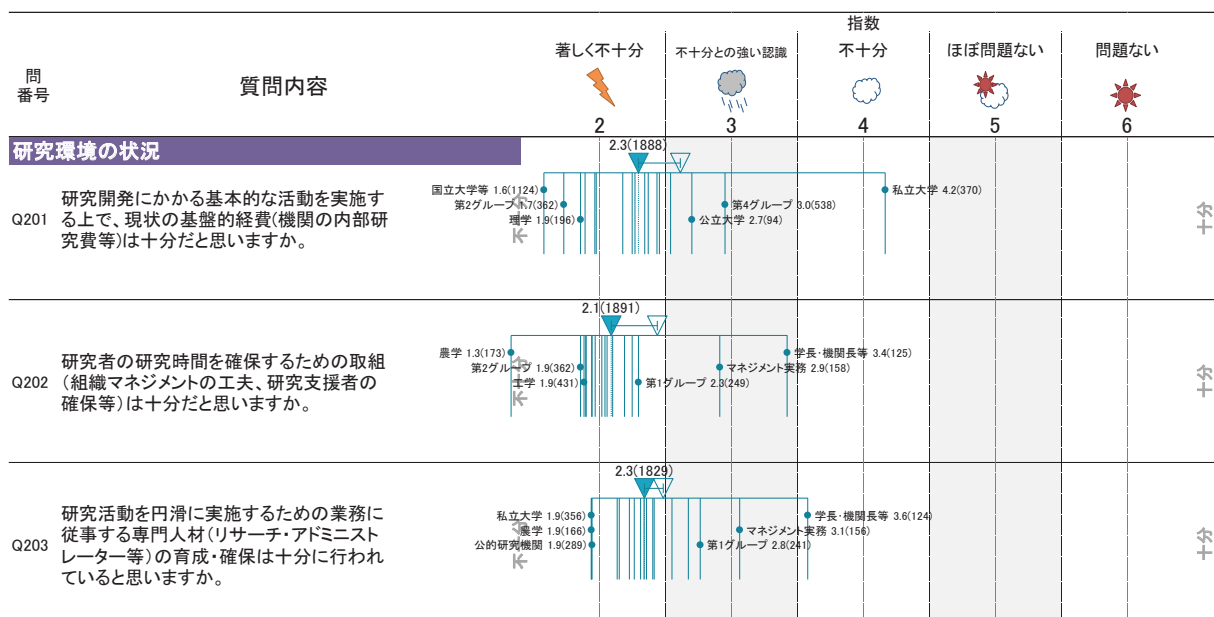 指数
著しく不十分
不十分との強い認識
不十分
ほぼ問題ない
問題ない
問
番号
質問内容
2
3
4
5
6
研究環境の状況
2.3(1888)
Q201
研究開発にかかる基本的な活動を実施す
る上で、現状の基盤的経費(機関の内部研
究費等)は十分だと思いますか。
国立大学等 1.6(1124)
第2グループ 1.7(362)
理学 1.9(196)
私立大学 4.2(370)
第4グループ 3.0(538)
公立大学 2.7(94)
不十分
十分
2.1(1891)
Q202
研究者の研究時間を確保するための取組
(組織マネジメントの工夫、研究支援者の
確保等)は十分だと思いますか。
農学 1.3(173)
第2グループ 1.9(362)
工学 1.9(431)
学長・機関長等 3.4(125)
マネジメント実務 2.9(158)
第1グループ 2.3(249)
不十分
十分
2.3(1829)
Q203
研究活動を円滑に実施するための業務に
従事する専門人材(リサーチ・アドミニスト
レーター等)の育成・確保は十分に行われ
ていると思いますか。
私立大学 1.9(356)
農学 1.9(166)
公的研究機関 1.9(289)
学長・機関長等 3.6(124)
マネジメント実務 3.1(156)
第1グループ 2.8(241)
不十分
十分